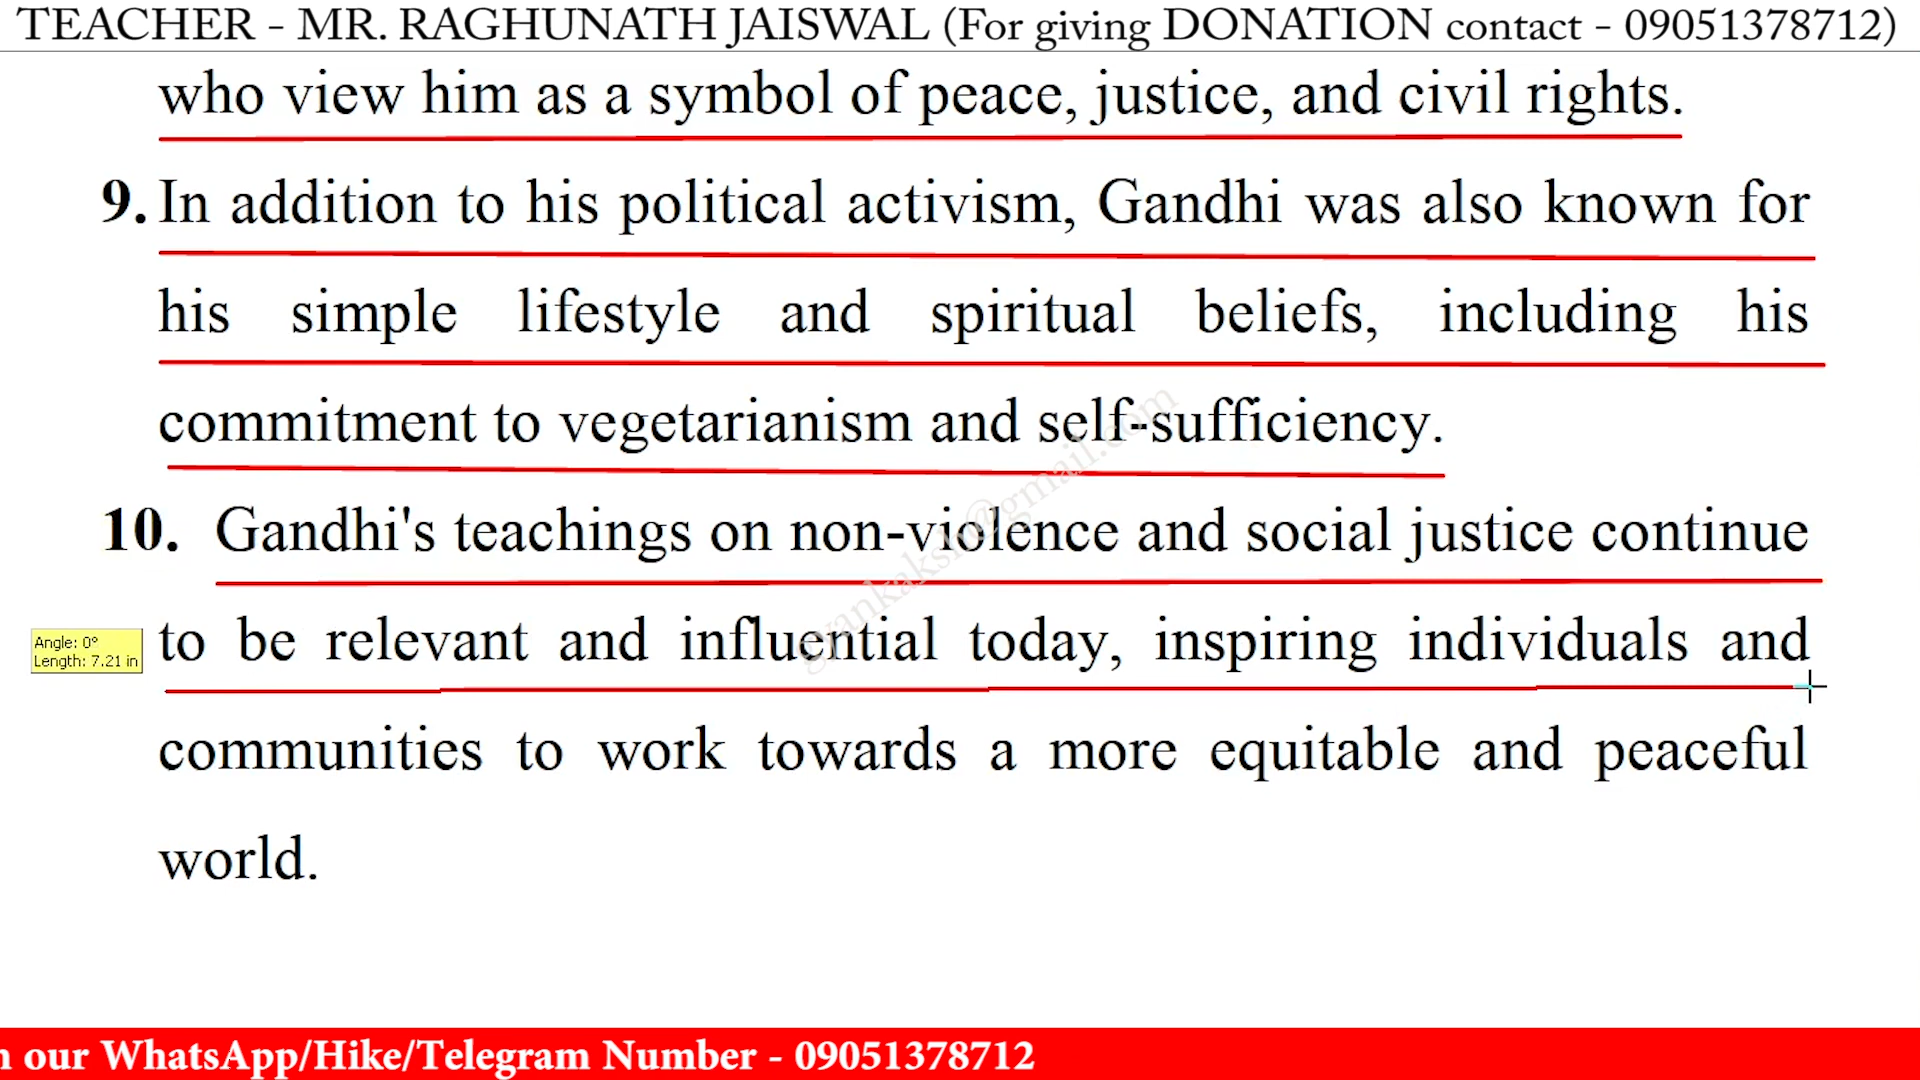 TEACHER - MR. RAGHUNATH JAISWAL (For giving DONATION contact - 09051378712)
who view him as a symbol of peace, justice, and civil rights.
9. In addition to his political activism, Gandhi was also known for
his simple lifestyle and spiritual beliefs, including his
commitment to vegetarianism and self-sufficiency.
10. Gandhi's teachings on non-violence and social justice continue
Angle: 0°
Length: 7.21 in
to be relevant and influential today, inspiring individuals and
communities to work towards a more equitable and peaceful
world.
gyankaksh@gmail.com
n our WhatsApp/Hike/Telegram Number - 09051378712